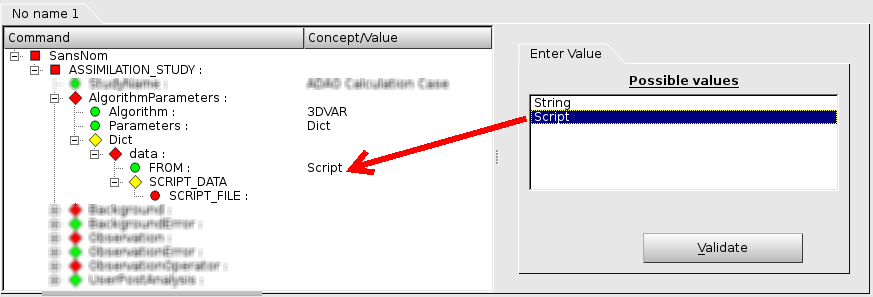 No name 1
Command Concept/Value
SansNom
ASSIMILATION_STUDY :
StudyName : ADAO Calculation Case
AlgorithmParameters :
Algorithm : 3DVAR
Parameters : Dict
Dict
data :
FROM : Script
SCRIPT_DATA
SCRIPT_FILE :
Background :
BackgroundError :
Observation :
ObservationError :
ObservationOperator :
UserPostAnalysis :
Enter Value
Possible values
String
Script
Validate